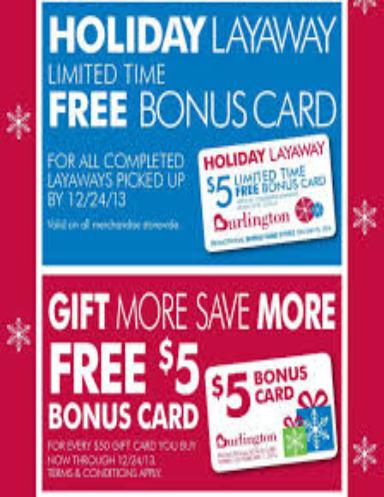 HOLIDAY LAYAWAY
LIMITED TIME
FREE BONUS CARD
FOR ALL COMPLETED
LAYAWAYS PICKED UP
BY 12/24/13
Valid on all merchandise storewide.
HOLIDAY LAYAWAY
$5 LIMITED TIME
FREE BONUS CARD
Burlington
GIFT MORE SAVE MORE
FREE $5
BONUS CARD
FOR EVERY $50 GIFT CARD YOU BUY
NOW THROUGH 12/24/13.
TERMS & CONDITIONS APPLY.
$5 BONUS
CARD
Burlington